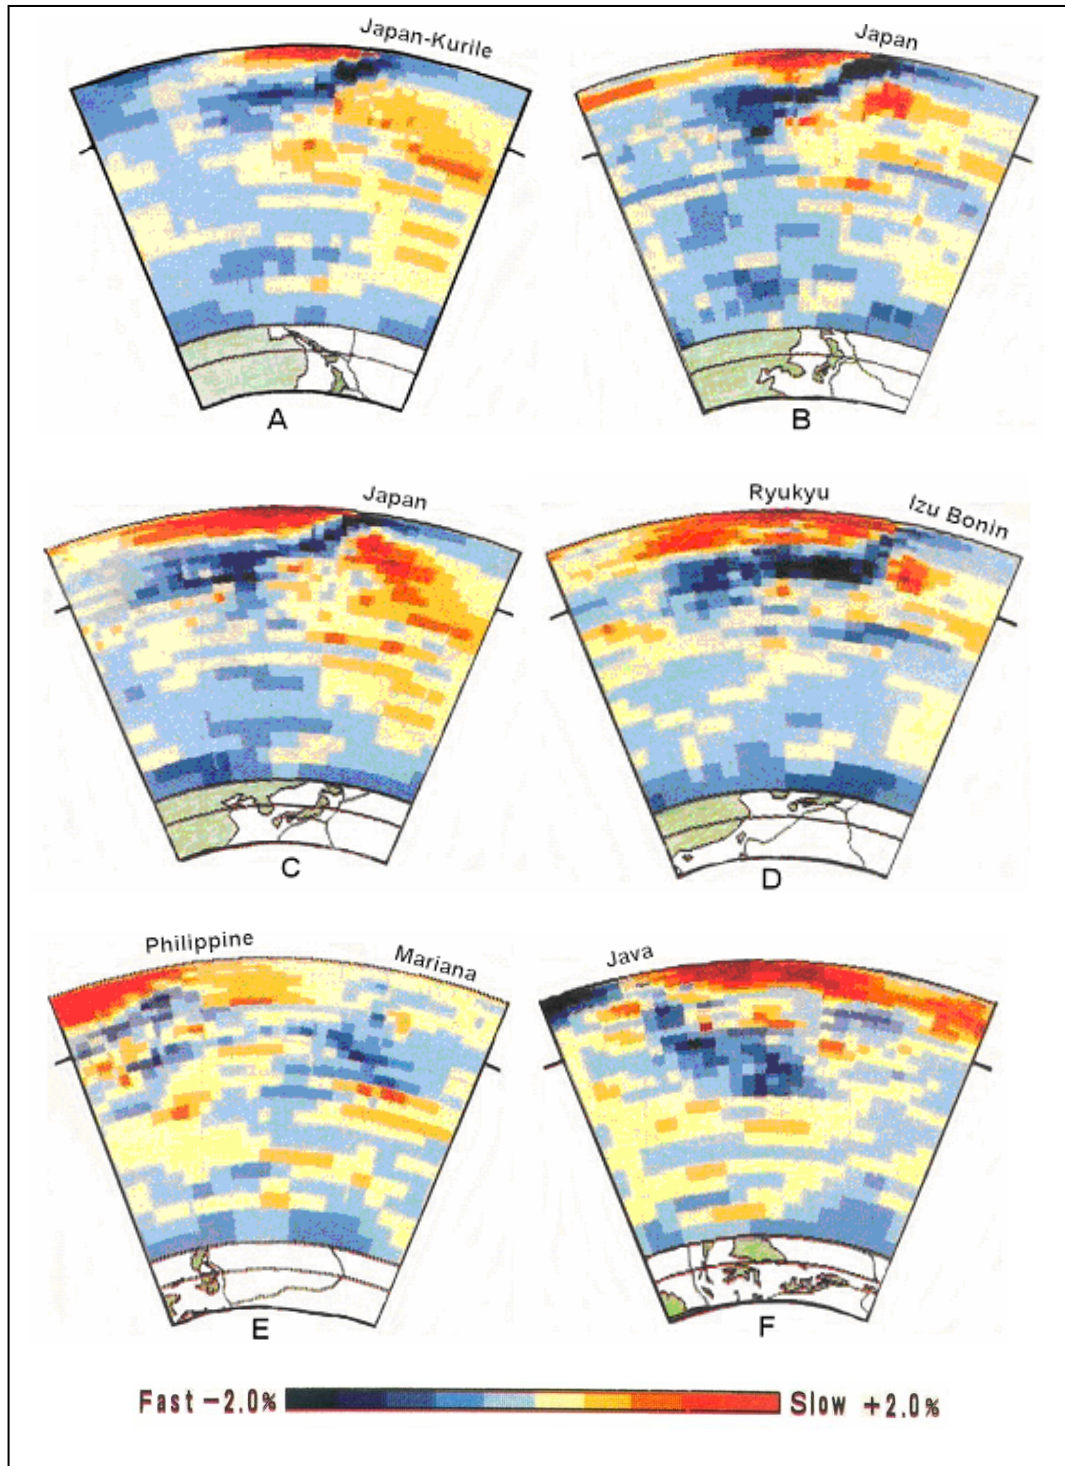 Japan-Kurile
Japan
A
B
Japan
Ryukyu
Izu Bonin
C
D
Philippine
Mariana
Java
E
F
Fast −2.0%
Slow +2.0%